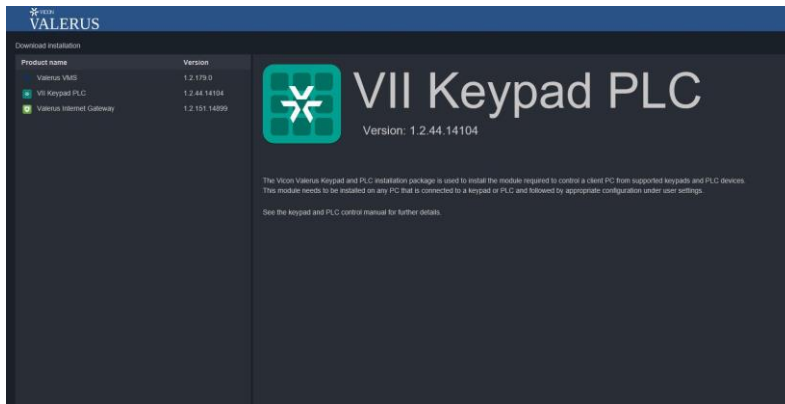 VICON
VALERUS
Download installation
Product name Version
Valerus VMS 1.2.179.0
VII Keypad PLC 1.2.44.14104
Valerus Internet Gateway 1.2.151.14899
VII Keypad PLC
Version: 1.2.44.14104
The Vicon Valerus Keypad and PLC installation package is used to install the module required to control a client PC from supported keypads and PLC devices.
This module needs to be installed on any PC that is connected to a keypad or PLC and followed by appropriate configuration under user settings.
See the keypad and PLC control manual for further details.